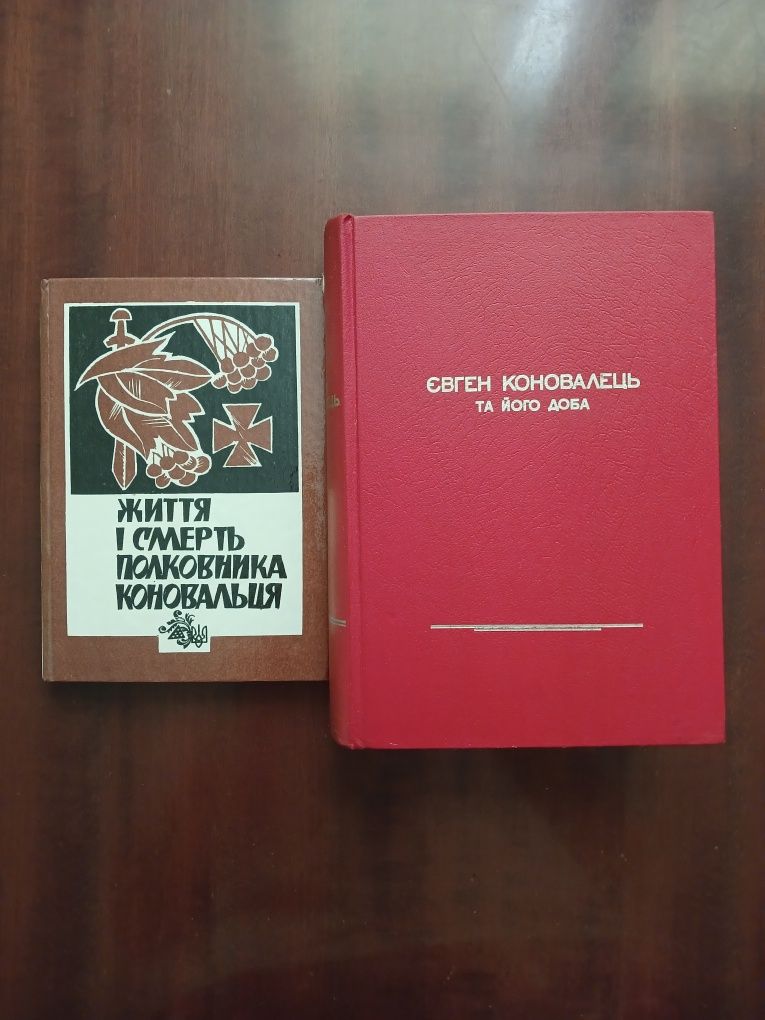 ЖИТТЯ
І СМЕРТЬ
ПОЛКОВНИКА
КОНОВАЛЬЦЯ
ЄВГЕН КОНОВАЛЕЦЬ
ТА ЙОГО ДОБА